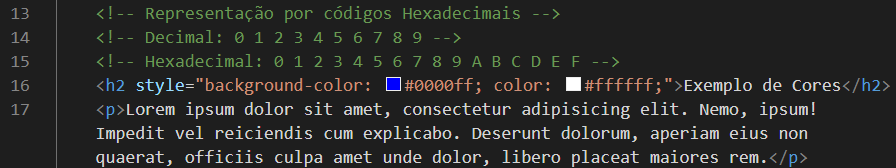 13 <!-- Representação por códigos Hexadecimais -->
14 <!-- Decimal: 0 1 2 3 4 5 6 7 8 9 -->
15 <!-- Hexadecimal: 0 1 2 3 4 5 6 7 8 9 A B C D E F -->
16 <h2 style="background-color: #0000ff; color: #ffffff;">Exemplo de Cores</h2>
17 <p>Lorem ipsum dolor sit amet, consectetur adipisicing elit. Nemo, ipsum!
Impedit vel reiciendis cum explicabo. Deserunt dolorum, aperiam eius non
quaerat, officiis culpa amet unde dolor, libero placeat maiores rem.</p>